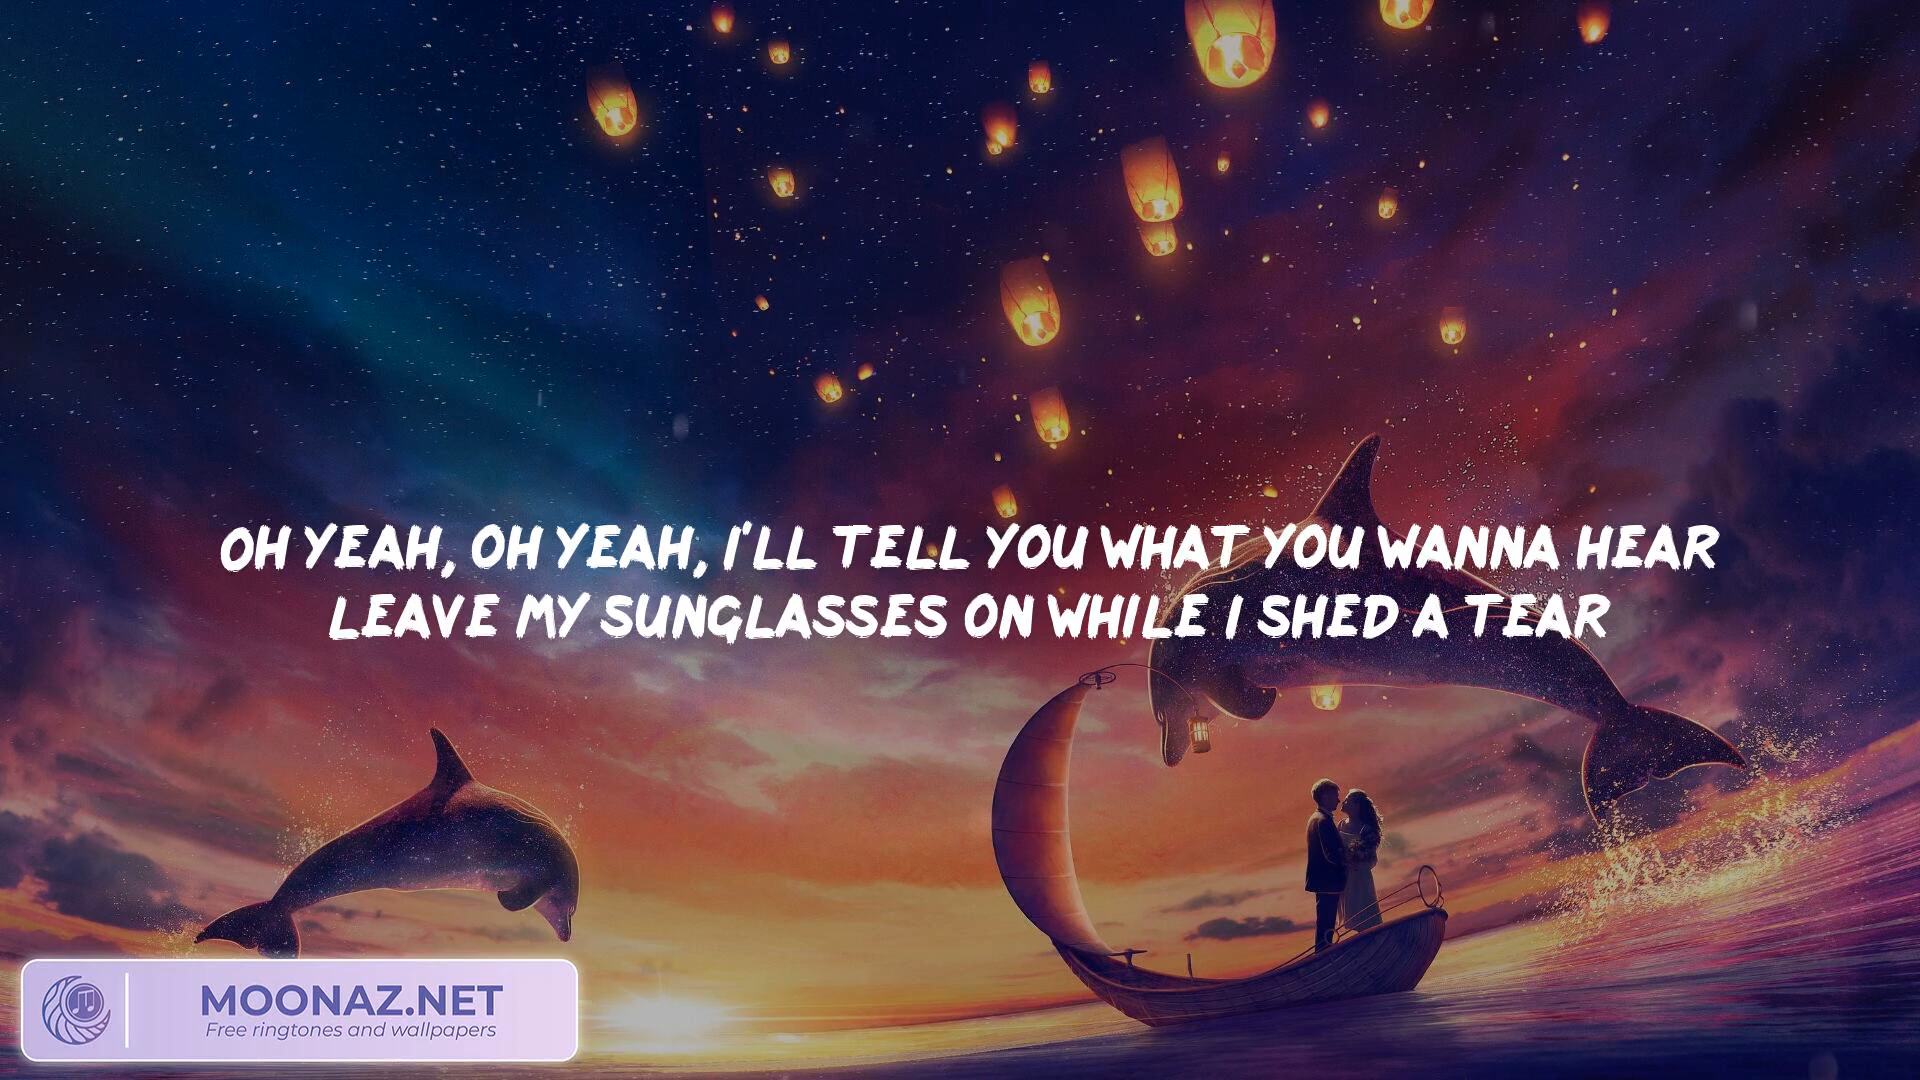 OH YEAH, OH YEAH, I'LL TELL YOU WHAT YOU WANNA HEAR
LEAVE MY SUNGLASSES ON WHILE I SHED A TEAR
MOONAZ.NET
Free ringtones and wallpapers